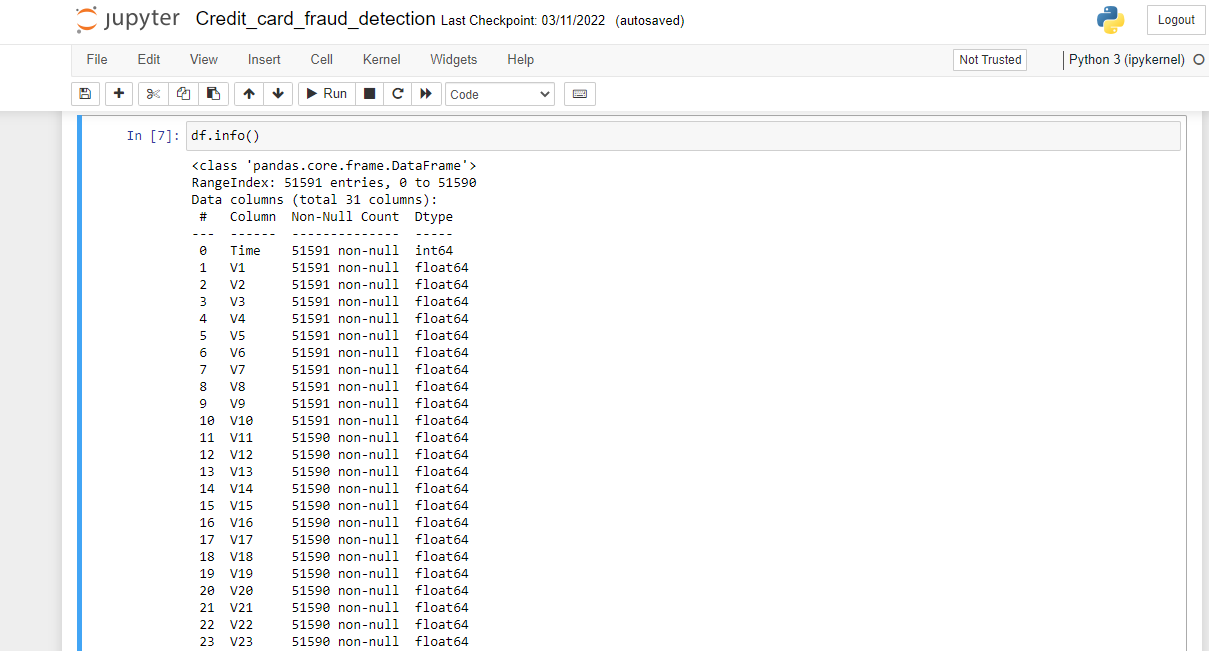 jupyter Credit_card_fraud_detection Last Checkpoint: 03/11/2022 (autosaved)
Logout
File Edit View Insert Cell Kernel Widgets Help
Not Trusted
Python 3 (ipykernel)
Run
Code
In [7]: df.info()
<class 'pandas.core.frame.DataFrame'>
RangeIndex: 51591 entries, 0 to 51590
Data columns (total 31 columns):
# Column Non-Null Count Dtype
--- ------ -------------- -----
0 Time 51591 non-null int64
1 V1 51591 non-null float64
2 V2 51591 non-null float64
3 V3 51591 non-null float64
4 V4 51591 non-null float64
5 V5 51591 non-null float64
6 V6 51591 non-null float64
7 V7 51591 non-null float64
8 V8 51591 non-null float64
9 V9 51591 non-null float64
10 V10 51591 non-null float64
11 V11 51590 non-null float64
12 V12 51590 non-null float64
13 V13 51590 non-null float64
14 V14 51590 non-null float64
15 V15 51590 non-null float64
16 V16 51590 non-null float64
17 V17 51590 non-null float64
18 V18 51590 non-null float64
19 V19 51590 non-null float64
20 V20 51590 non-null float64
21 V21 51590 non-null float64
22 V22 51590 non-null float64
23 V23 51590 non-null float64